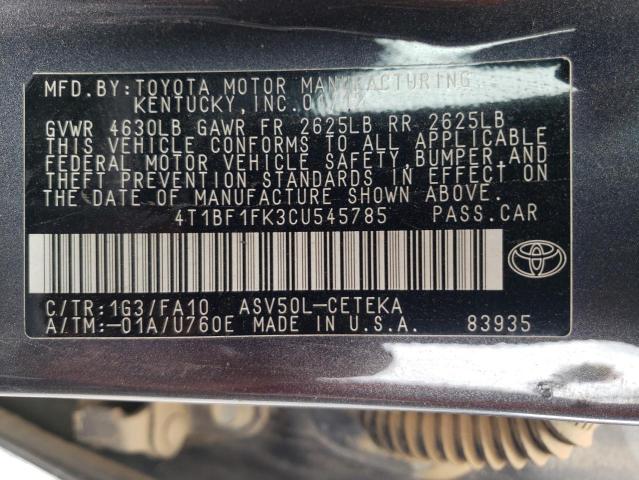 MFD.BY:TOYOTA MOTOR MANUFACTURING
KENTUCKY,INC.
GVWR 4630LB GAWR FR 2625LB RR 2625LB
THIS VEHICLE CONFORMS TO ALL APPLICABLE
FEDERAL MOTOR VEHICLE SAFETY, BUMPER,AND
THEFT PREVENTION STANDARDS IN EFFECT ON
THE DATE OF MANUFACTURE SHOWN ABOVE.
4T1BF1FK3CU545785 PASS.CAR
C/TR:1G3/FA10 ASV50L-CETEKA
A/TM:-01A/U760E MADE IN U.S.A. 83935